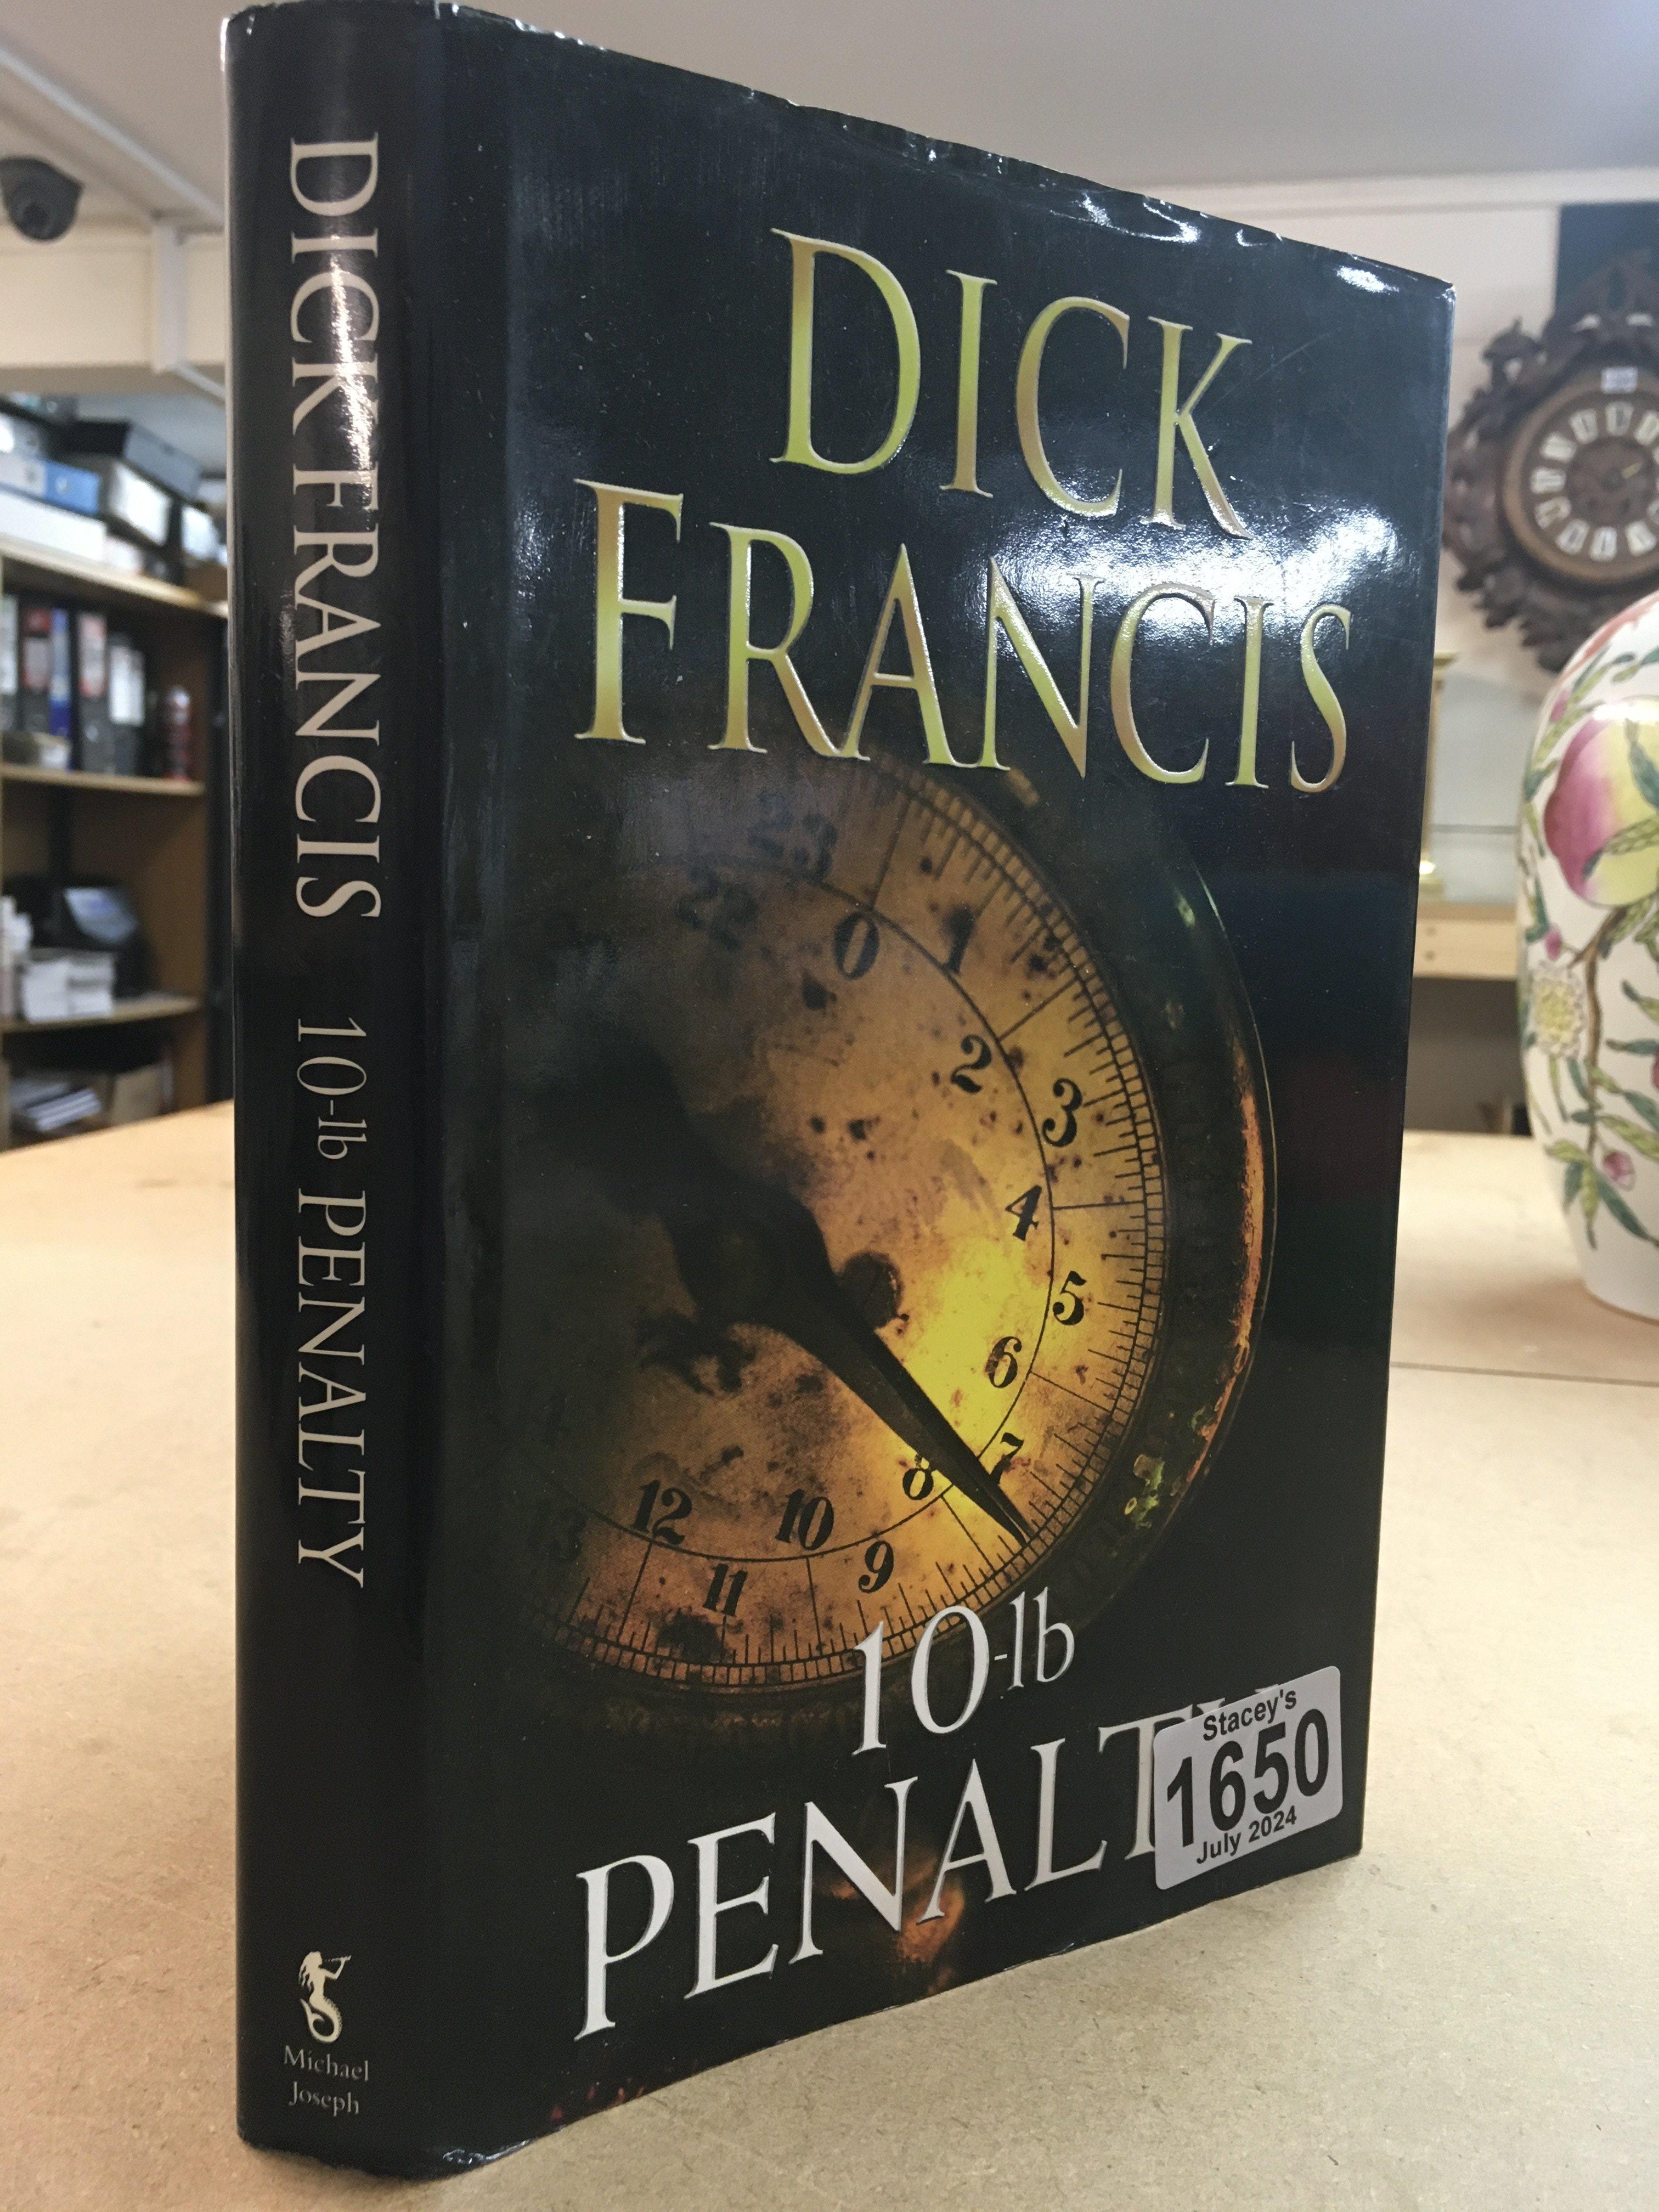 DICK FRANCIS 10-lb PENALTY
Michael
Joseph
DICK
FRANCIS
23
22
0
1
2
3
4
5
6
7
8
9
10
11
12
13
10-lb
PENALTY
Stacey's
1650
July 2024